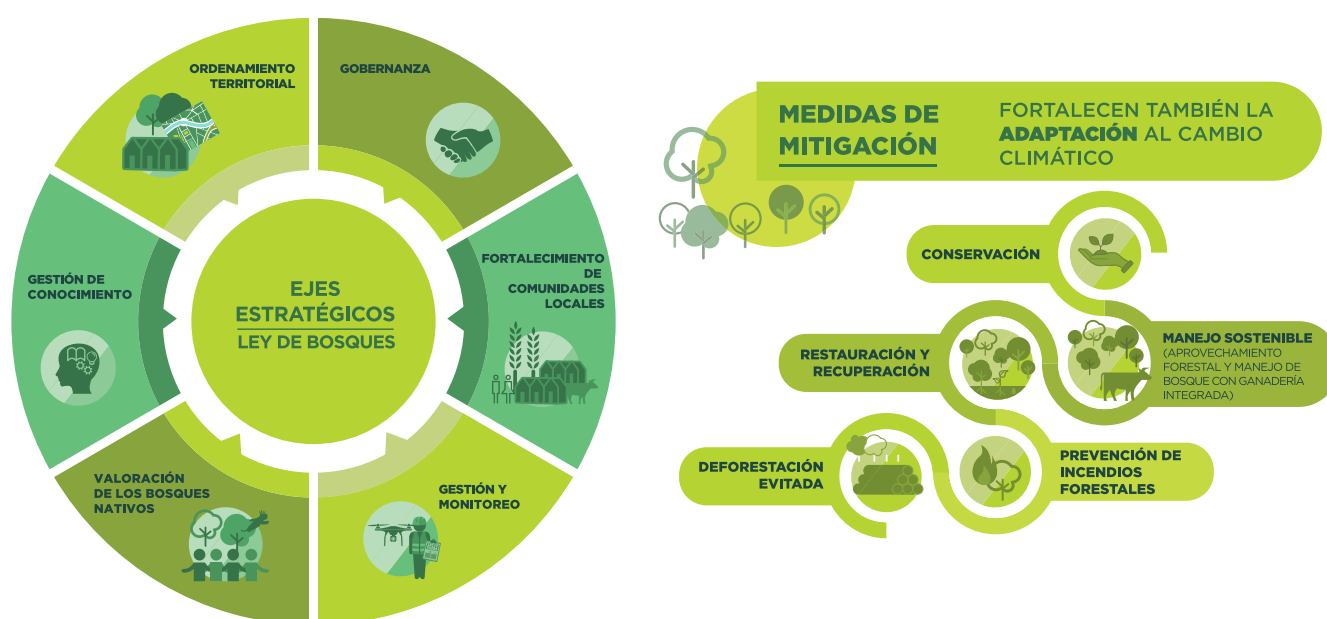 ORDENAMIENTO
TERRITORIAL
GOBERNANZA
GESTIÓN DE
CONOCIMIENTO
EJES
ESTRATÉGICOS
LEY DE BOSQUES
FORTALECIMIENTO
DE
COMUNIDADES
LOCALES
VALORACIÓN
DE LOS BOSQUES
NATIVOS
GESTIÓN Y
MONITOREO
MEDIDAS DE
MITIGACIÓN
FORTALECEN TAMBIÉN LA
ADAPTACIÓN AL CAMBIO
CLIMÁTICO
CONSERVACIÓN
RESTAURACIÓN Y
RECUPERACIÓN
MANEJO SOSTENIBLE
(APROVECHAMIENTO
FORESTAL Y MANEJO DE
BOSQUE CON GANADERÍA
INTEGRADA)
DEFORESTACIÓN
EVITADA
PREVENCIÓN DE
INCENDIOS
FORESTALES